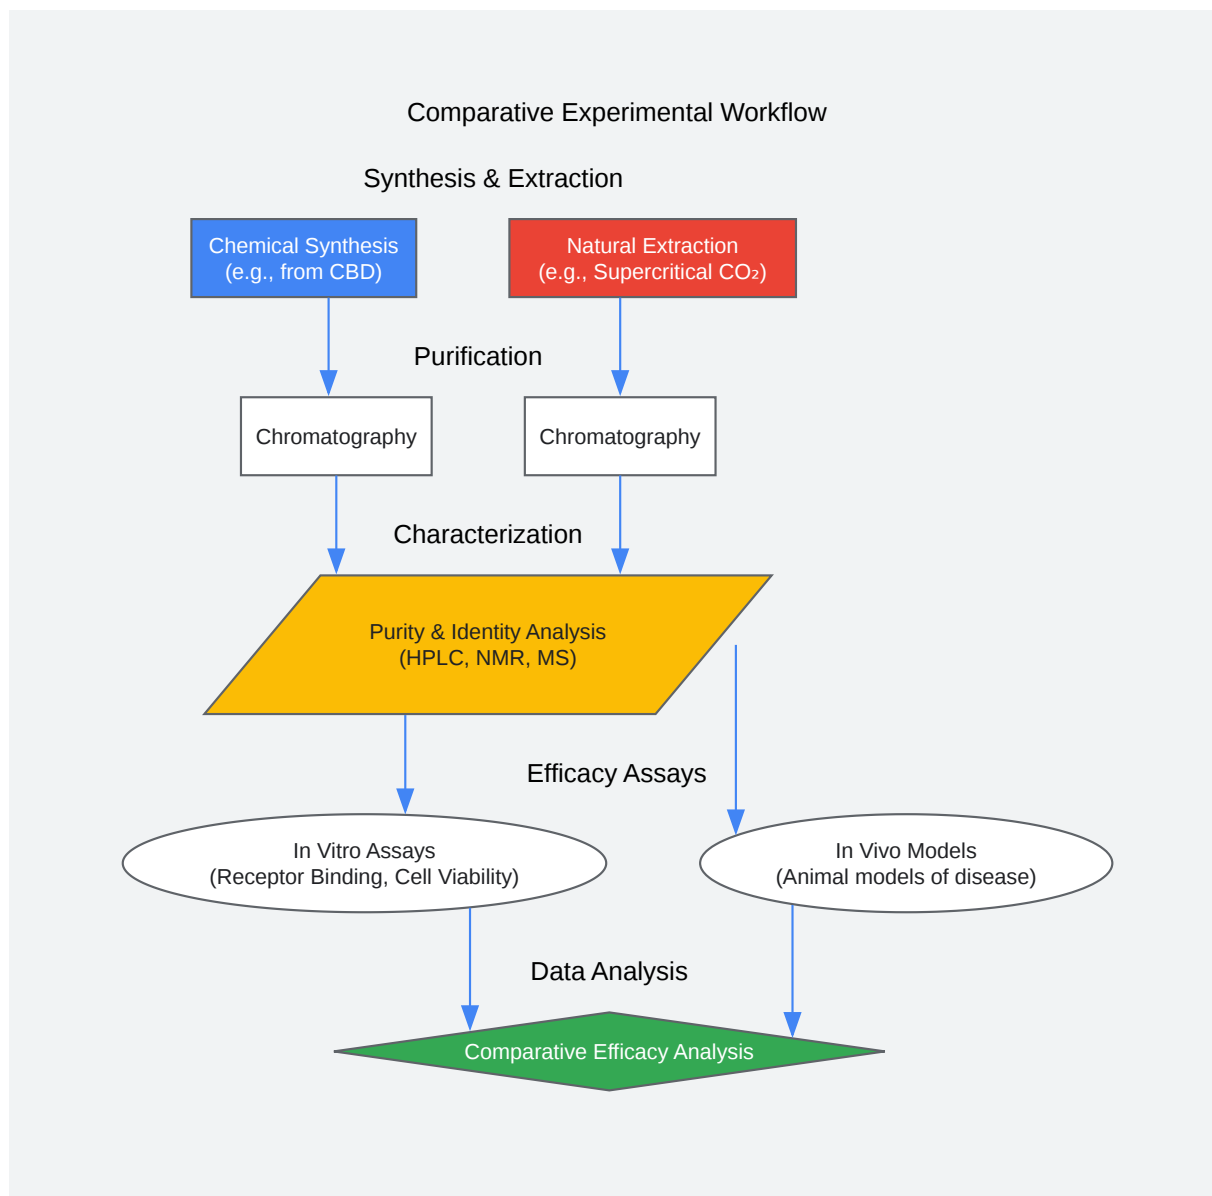 Comparative Experimental Workflow
Synthesis & Extraction
Chemical Synthesis
(e.g., from CBD)
Natural Extraction
(e.g., Supercritical CO₂)
Purification
Chromatography
Chromatography
Characterization
Purity & Identity Analysis
(HPLC, NMR, MS)
Efficacy Assays
In Vitro Assays
(Receptor Binding, Cell Viability)
In Vivo Models
(Animal models of disease)
Data Analysis
Comparative Efficacy Analysis